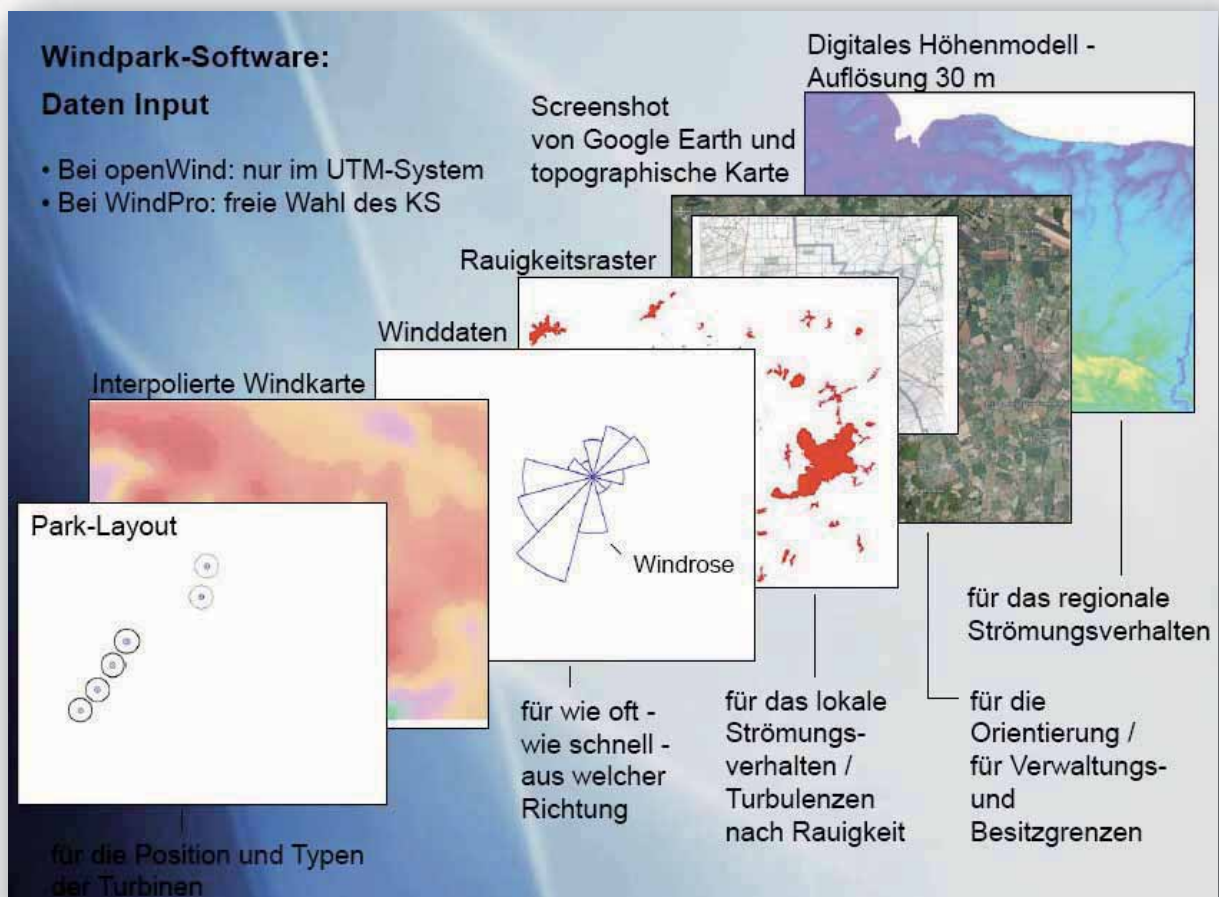 Windpark-Software:
Daten Input
• Bei openWind: nur im UTM-System
• Bei WindPro: freie Wahl des KS
Digitales Höhenmodell -
Auflösung 30 m
Screenshot
von Google Earth und
topographische Karte
Rauigkeitsraster
Winddaten
Interpolierte Windkarte
Park-Layout
Windrose
für das regionale
Strömungsverhalten
für die
Orientierung /
für Verwaltungs-
und
Besitzgrenzen
für das lokale
Strömungs-
verhalten /
Turbulenzen
nach Rauigkeit
für wie oft -
wie schnell -
aus welcher
Richtung
für die Position und Typen
der Turbinen